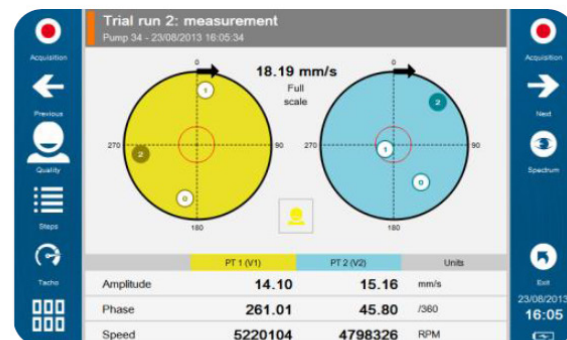 Trial run 2: measurement
Pump 34 - 23/08/2013 16:05:34
Acquisition
Previous
Quality
Steps
Tacho
0
18.19 mm/s
Full
scale
0
1
2
0
270
90
180
2
1
0
270
90
180
PT 1 (V1) PT 2 (V2) Units
Amplitude 14.10 15.16 mm/s
Phase 261.01 45.80 /360
Speed 5220104 4798326 RPM
Acquisition
Next
Spectrum
Exit
23/08/2013
16:05